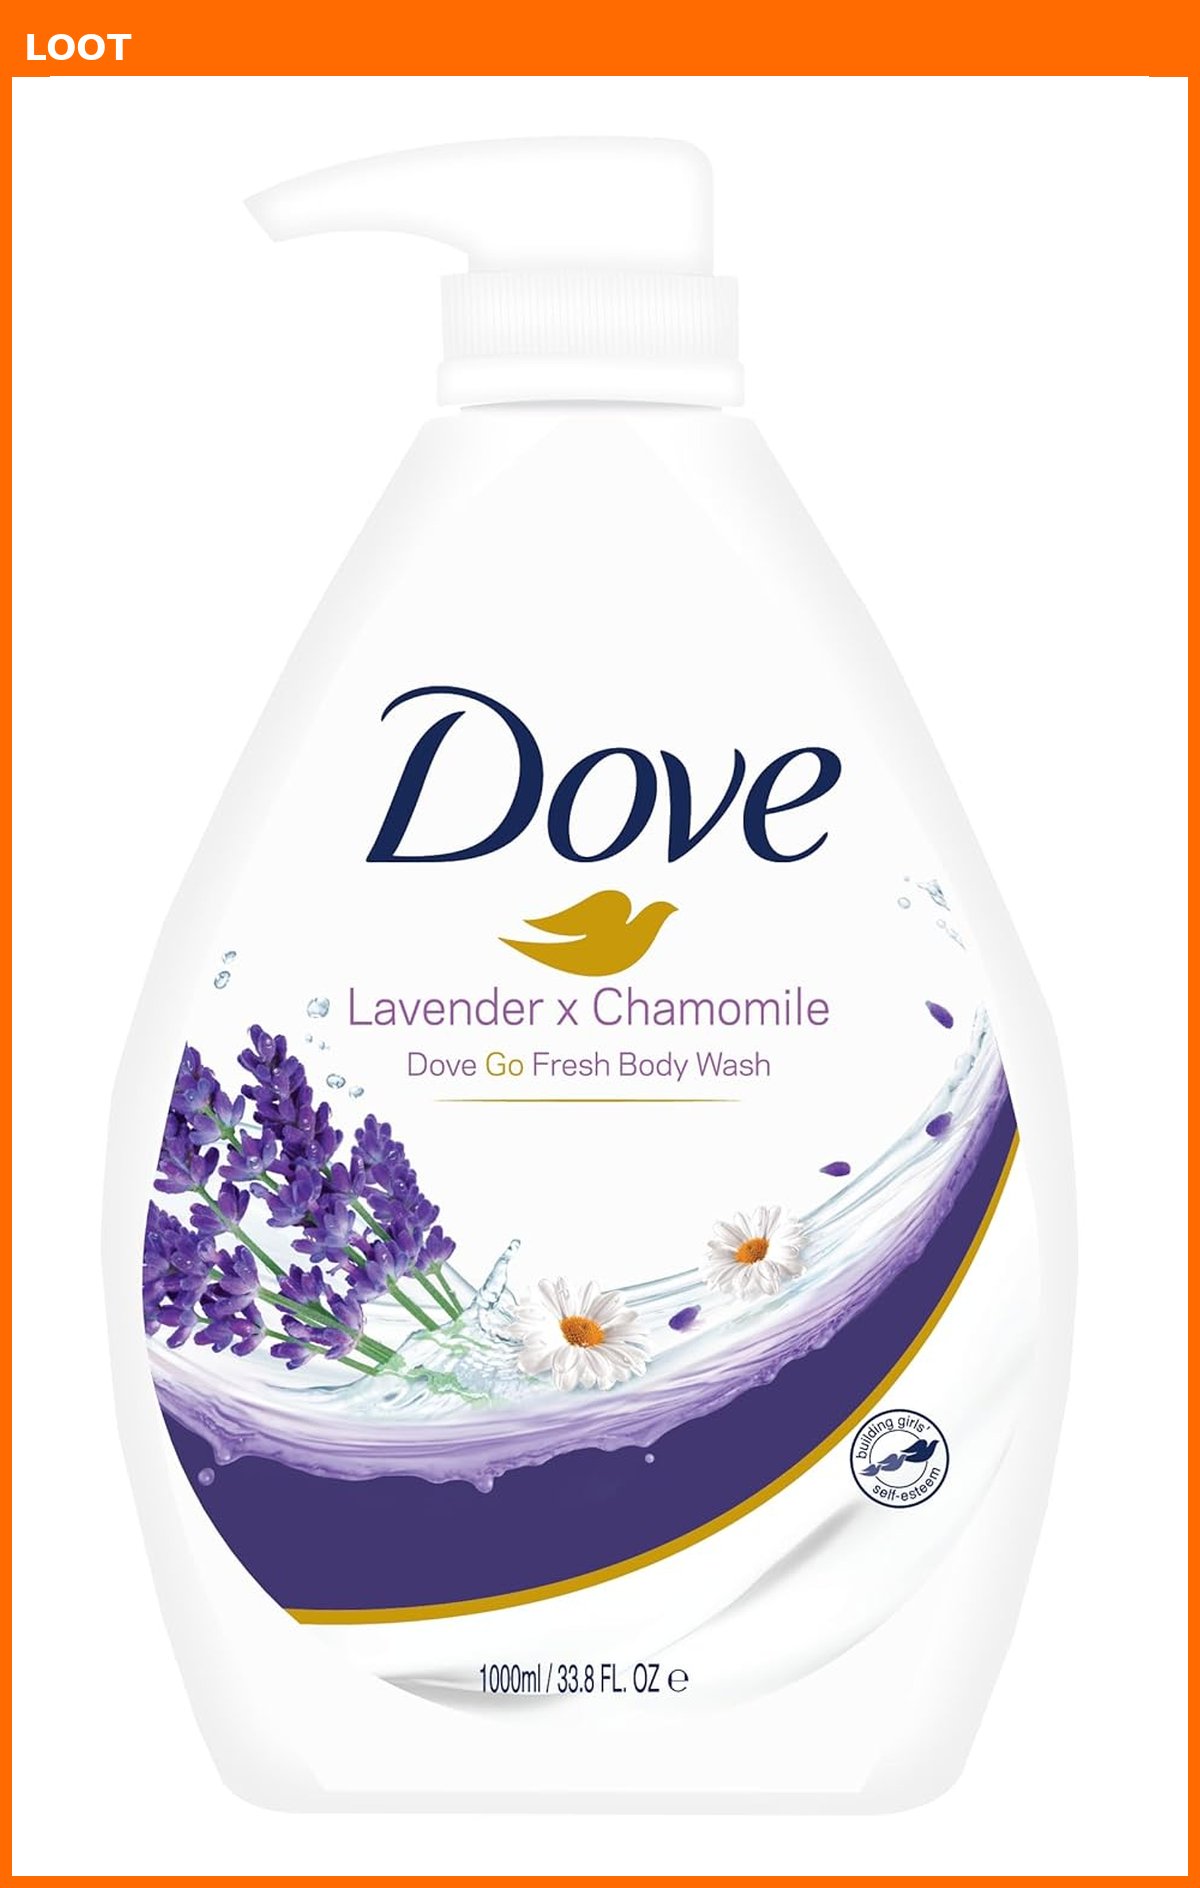 LOOT
Dove
Lavender x Chamomile
Dove Go Fresh Body Wash
building girls'
self-esteem
1000ml / 33.8 FL. OZ ℮